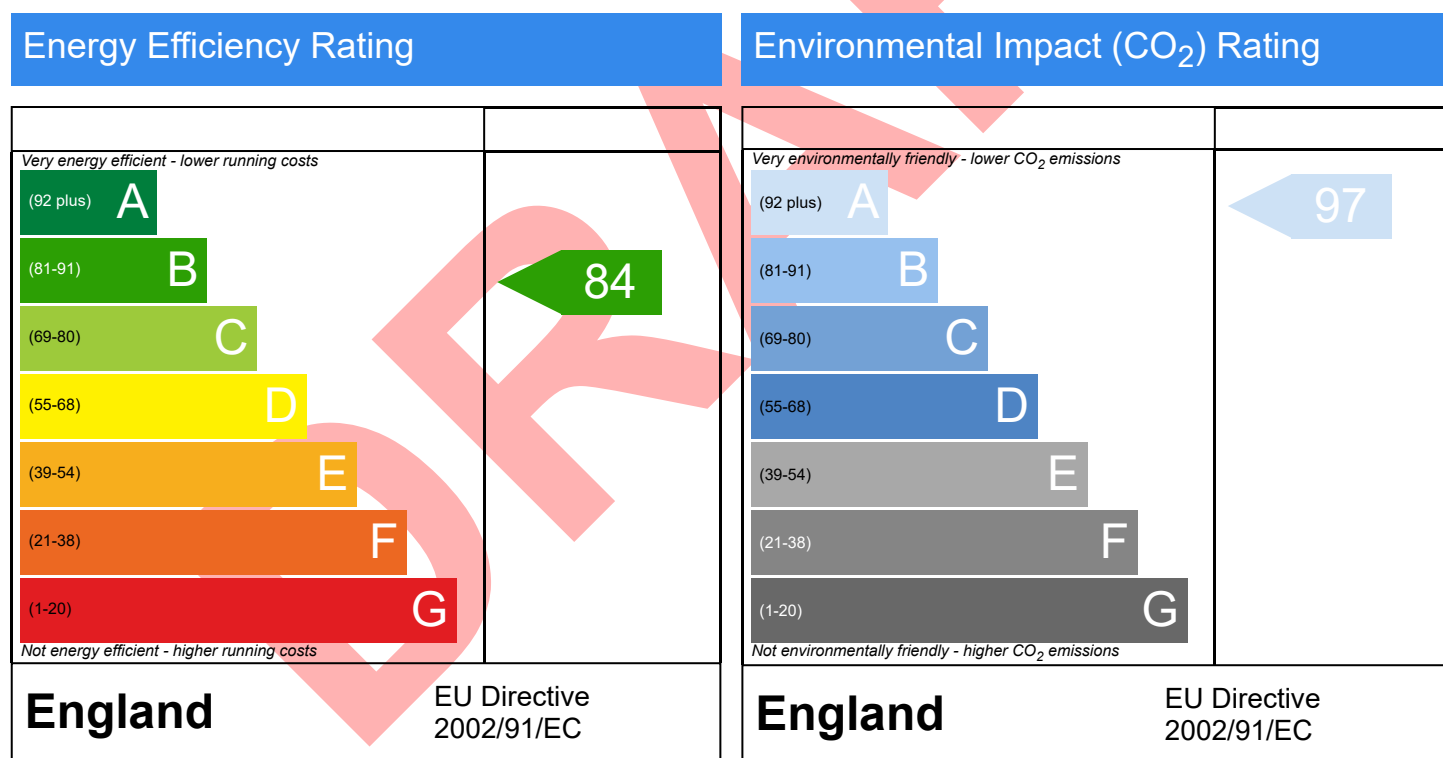 Energy Efficiency Rating
Very energy efficient - lower running costs
(92 plus) A
(81-91) B
(69-80) C
(55-68) D
(39-54) E
(21-38) F
(1-20) G
84
Not energy efficient - higher running costs
England
EU Directive
2002/91/EC
Environmental Impact (CO2) Rating
Very environmentally friendly - lower CO2 emissions
(92 plus) A
(81-91) B
(69-80) C
(55-68) D
(39-54) E
(21-38) F
(1-20) G
97
Not environmentally friendly - higher CO2 emissions
England
EU Directive
2002/91/EC